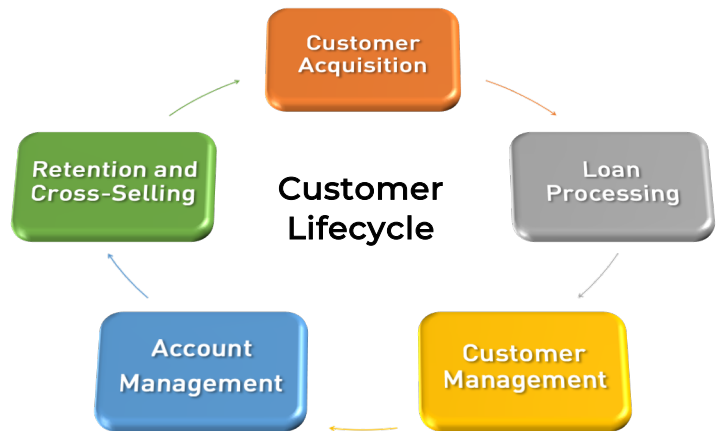 Customer
Acquisition
Retention and
Cross-Selling
Customer
Lifecycle
Loan
Processing
Account
Management
Customer
Management